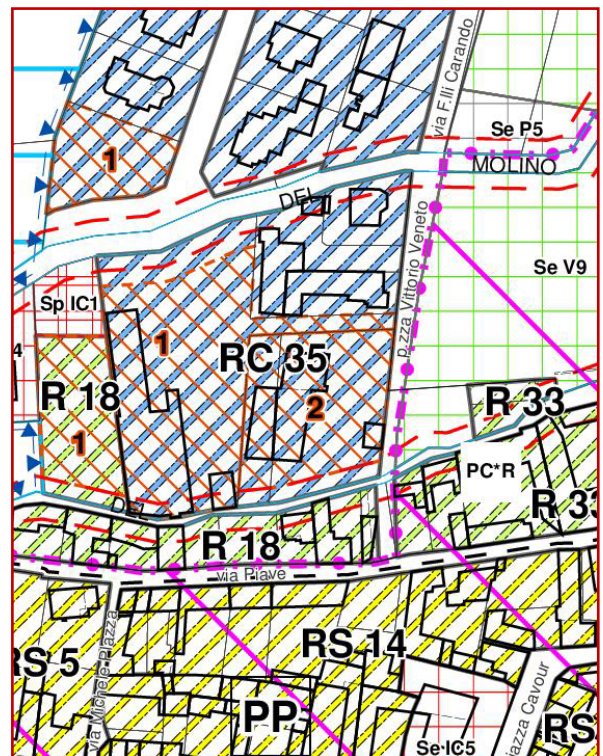 via F.lli Carando
Se P5
1
MOLINO
DEL
p.zza Vittorio Veneto
Se V9
Sp IC1
1
RC 35
R 18
2
R 33
1
PC*R
DEL
R 33
R 18
via Piave
RS 14
RS 5
via Michele Piazza
PP
Se IC5
piazza Cavour
RS